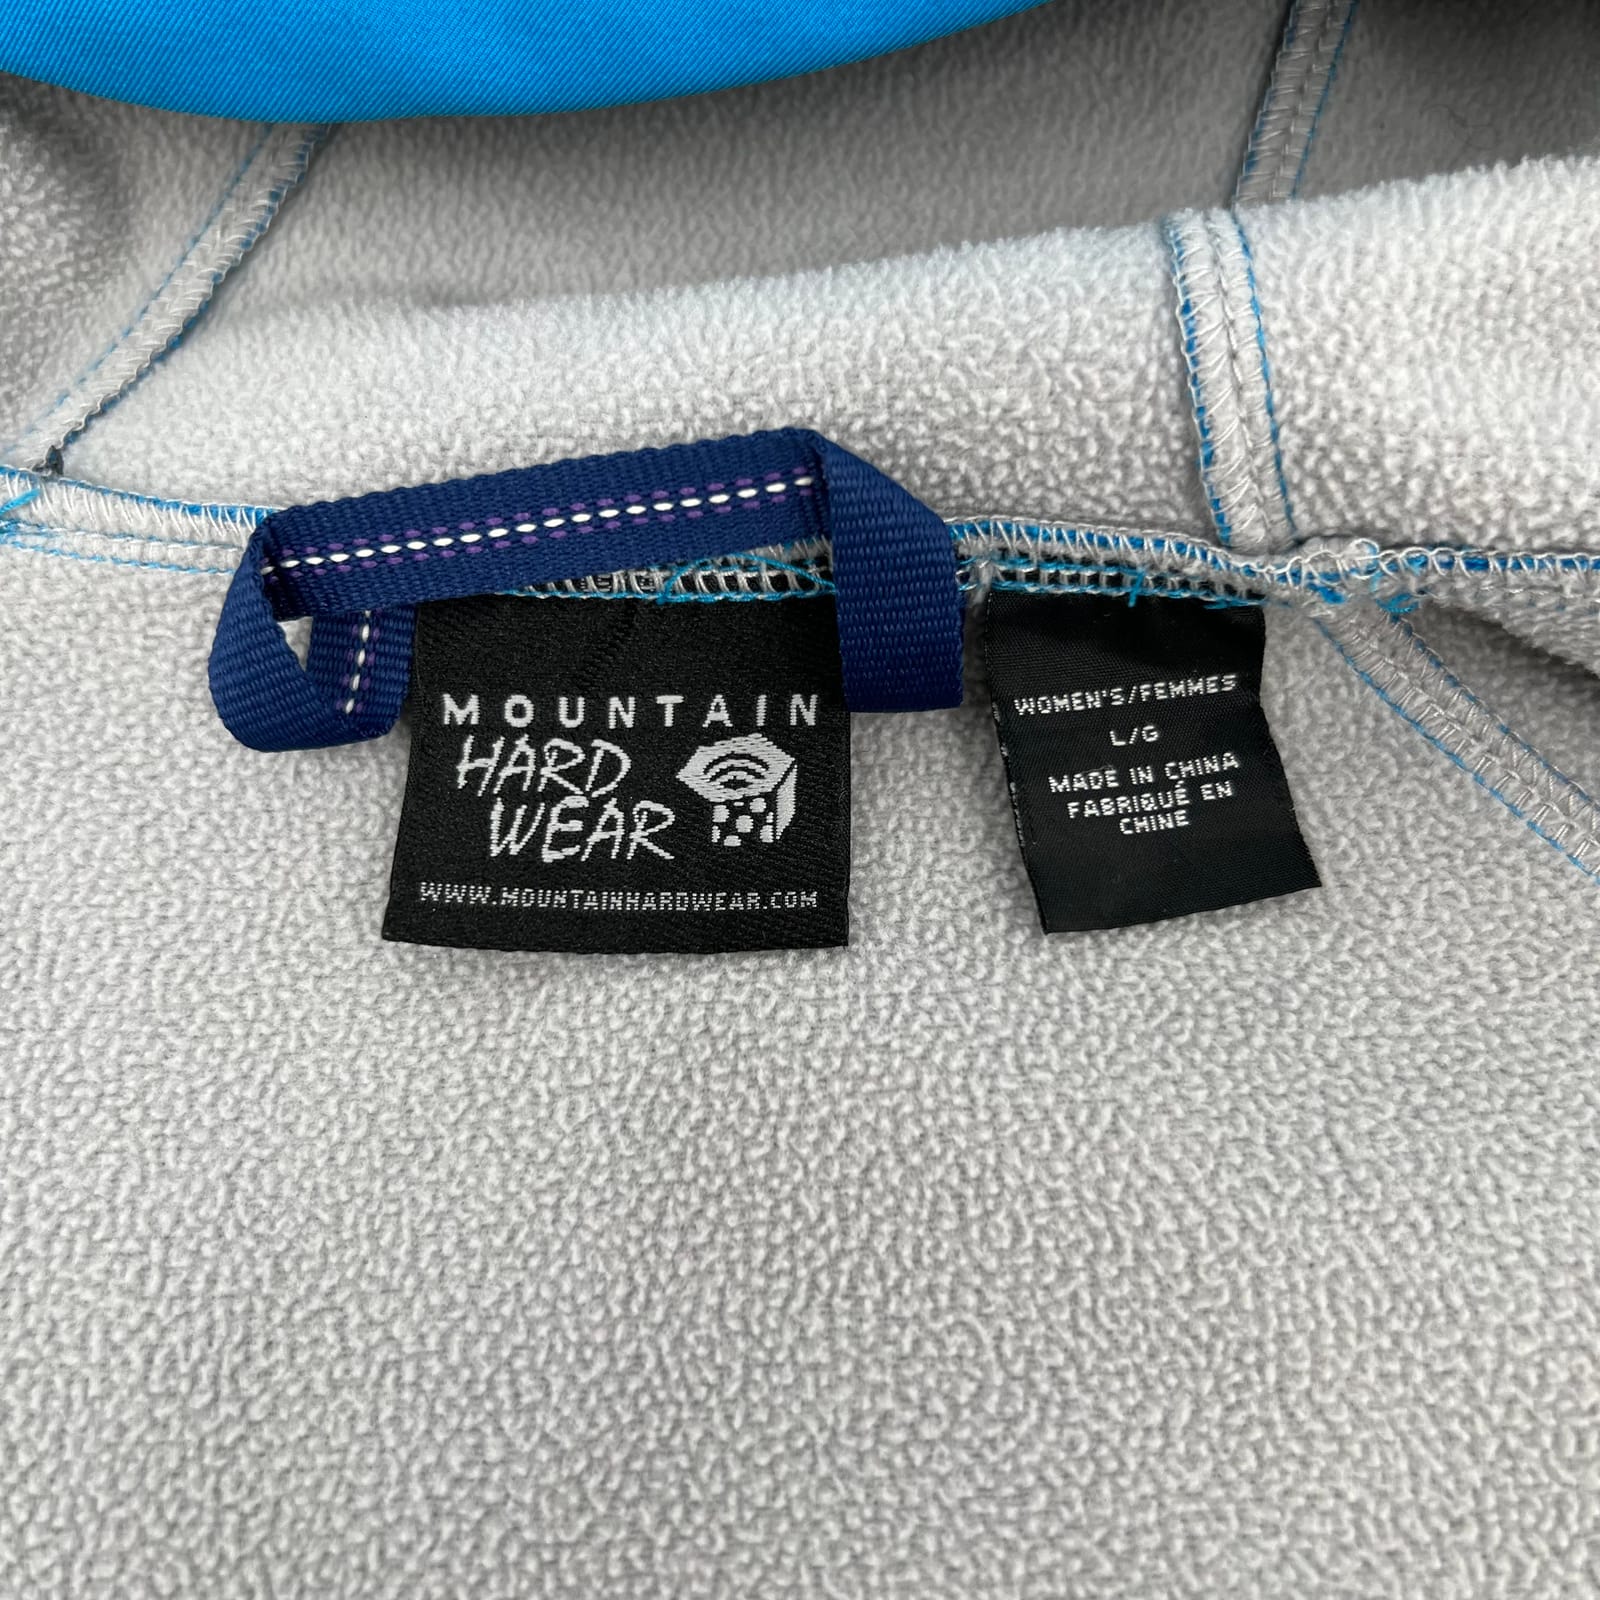 MOUNTAIN
HARD
WEAR
WWW.MOUNTAINHARDWEAR.COM
WOMEN'S/FEMMES
L/G
MADE IN CHINA
FABRIQUÉ EN
CHINE